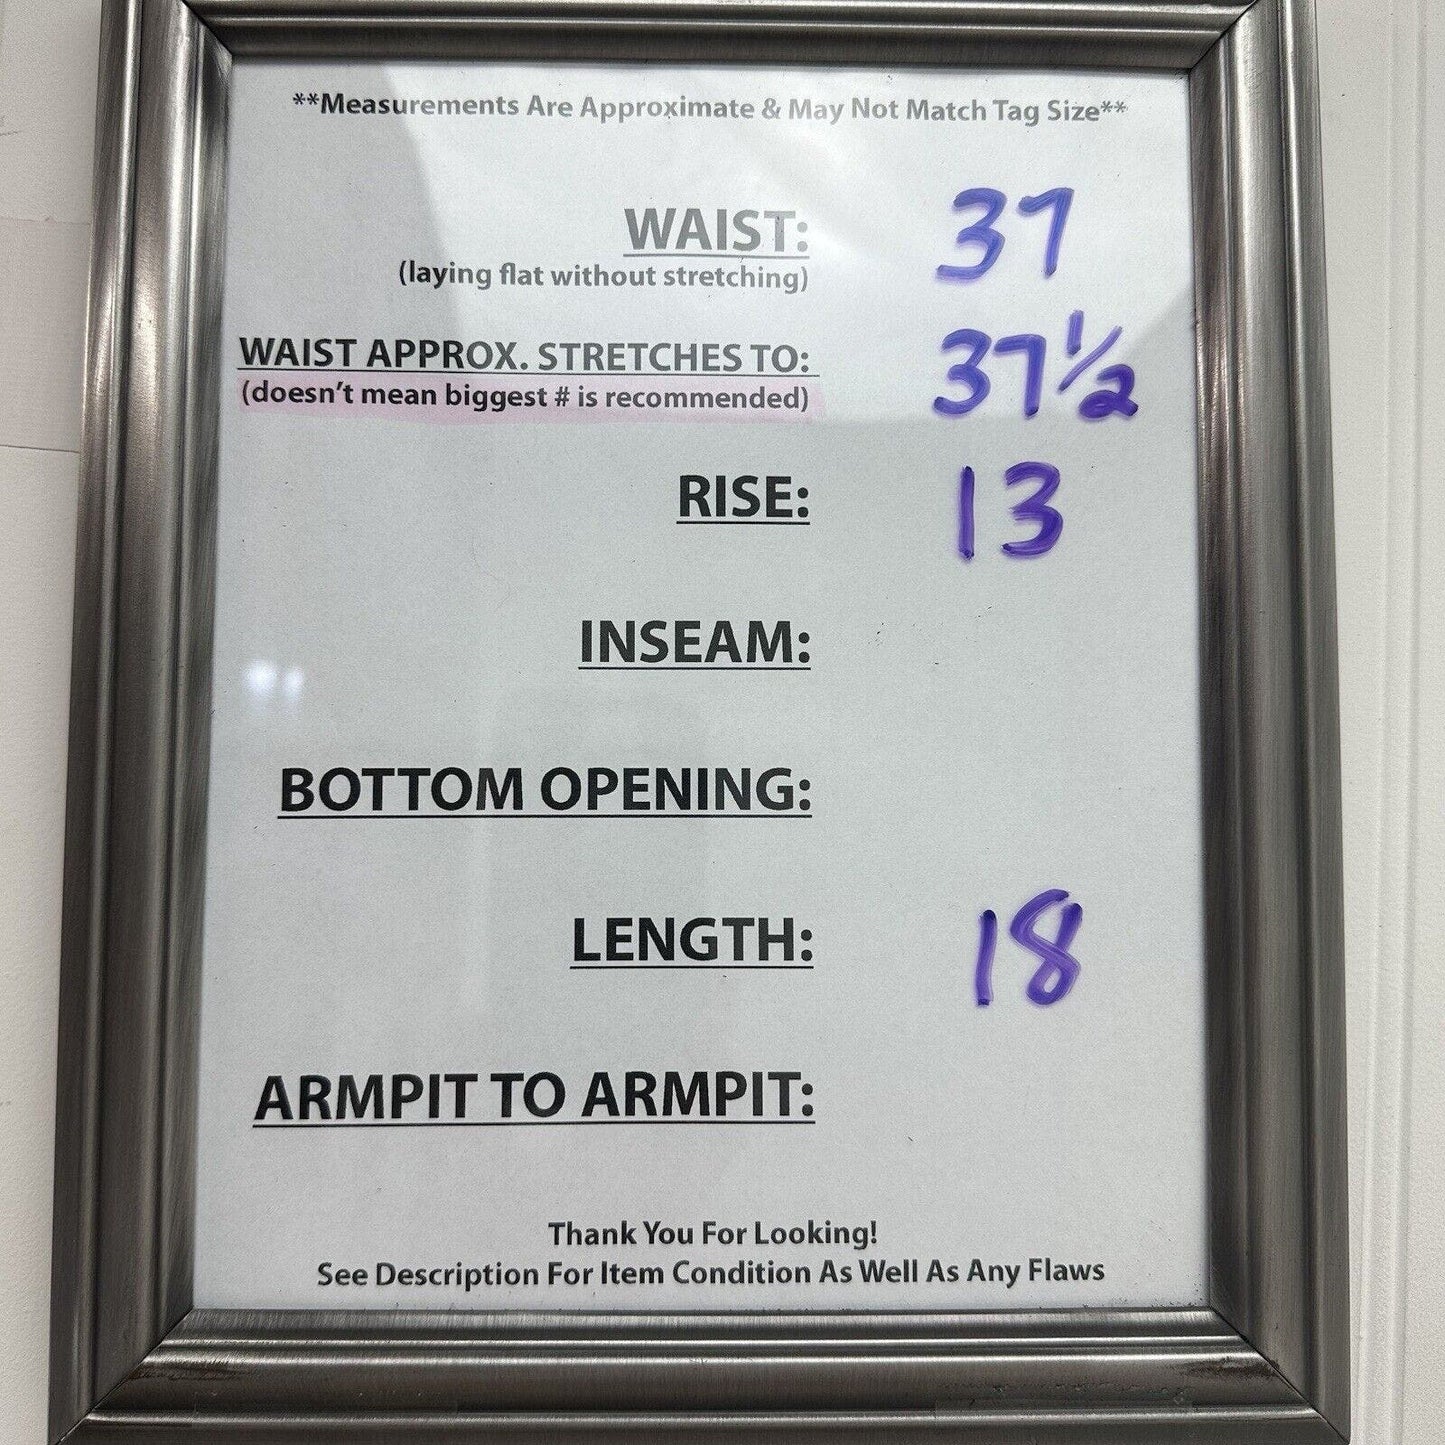 **Measurements Are Approximate & May Not Match Tag Size**
WAIST: 37
(laying flat without stretching)
WAIST APPROX. STRETCHES TO: 37 1/2
(doesn't mean biggest # is recommended)
RISE: 13
INSEAM:
BOTTOM OPENING:
LENGTH: 18
ARMPIT TO ARMPIT:
Thank You For Looking!
See Description For Item Condition As Well As Any Flaws